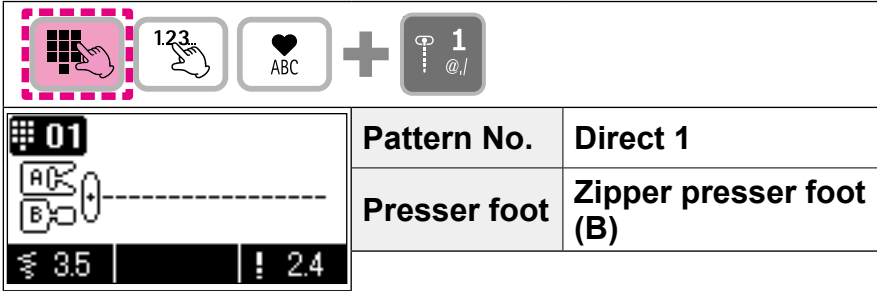 1.2.3..
ABC
1
@,/
01
A
B
3.5 2.4
Pattern No. Direct 1
Presser foot Zipper presser foot
(B)